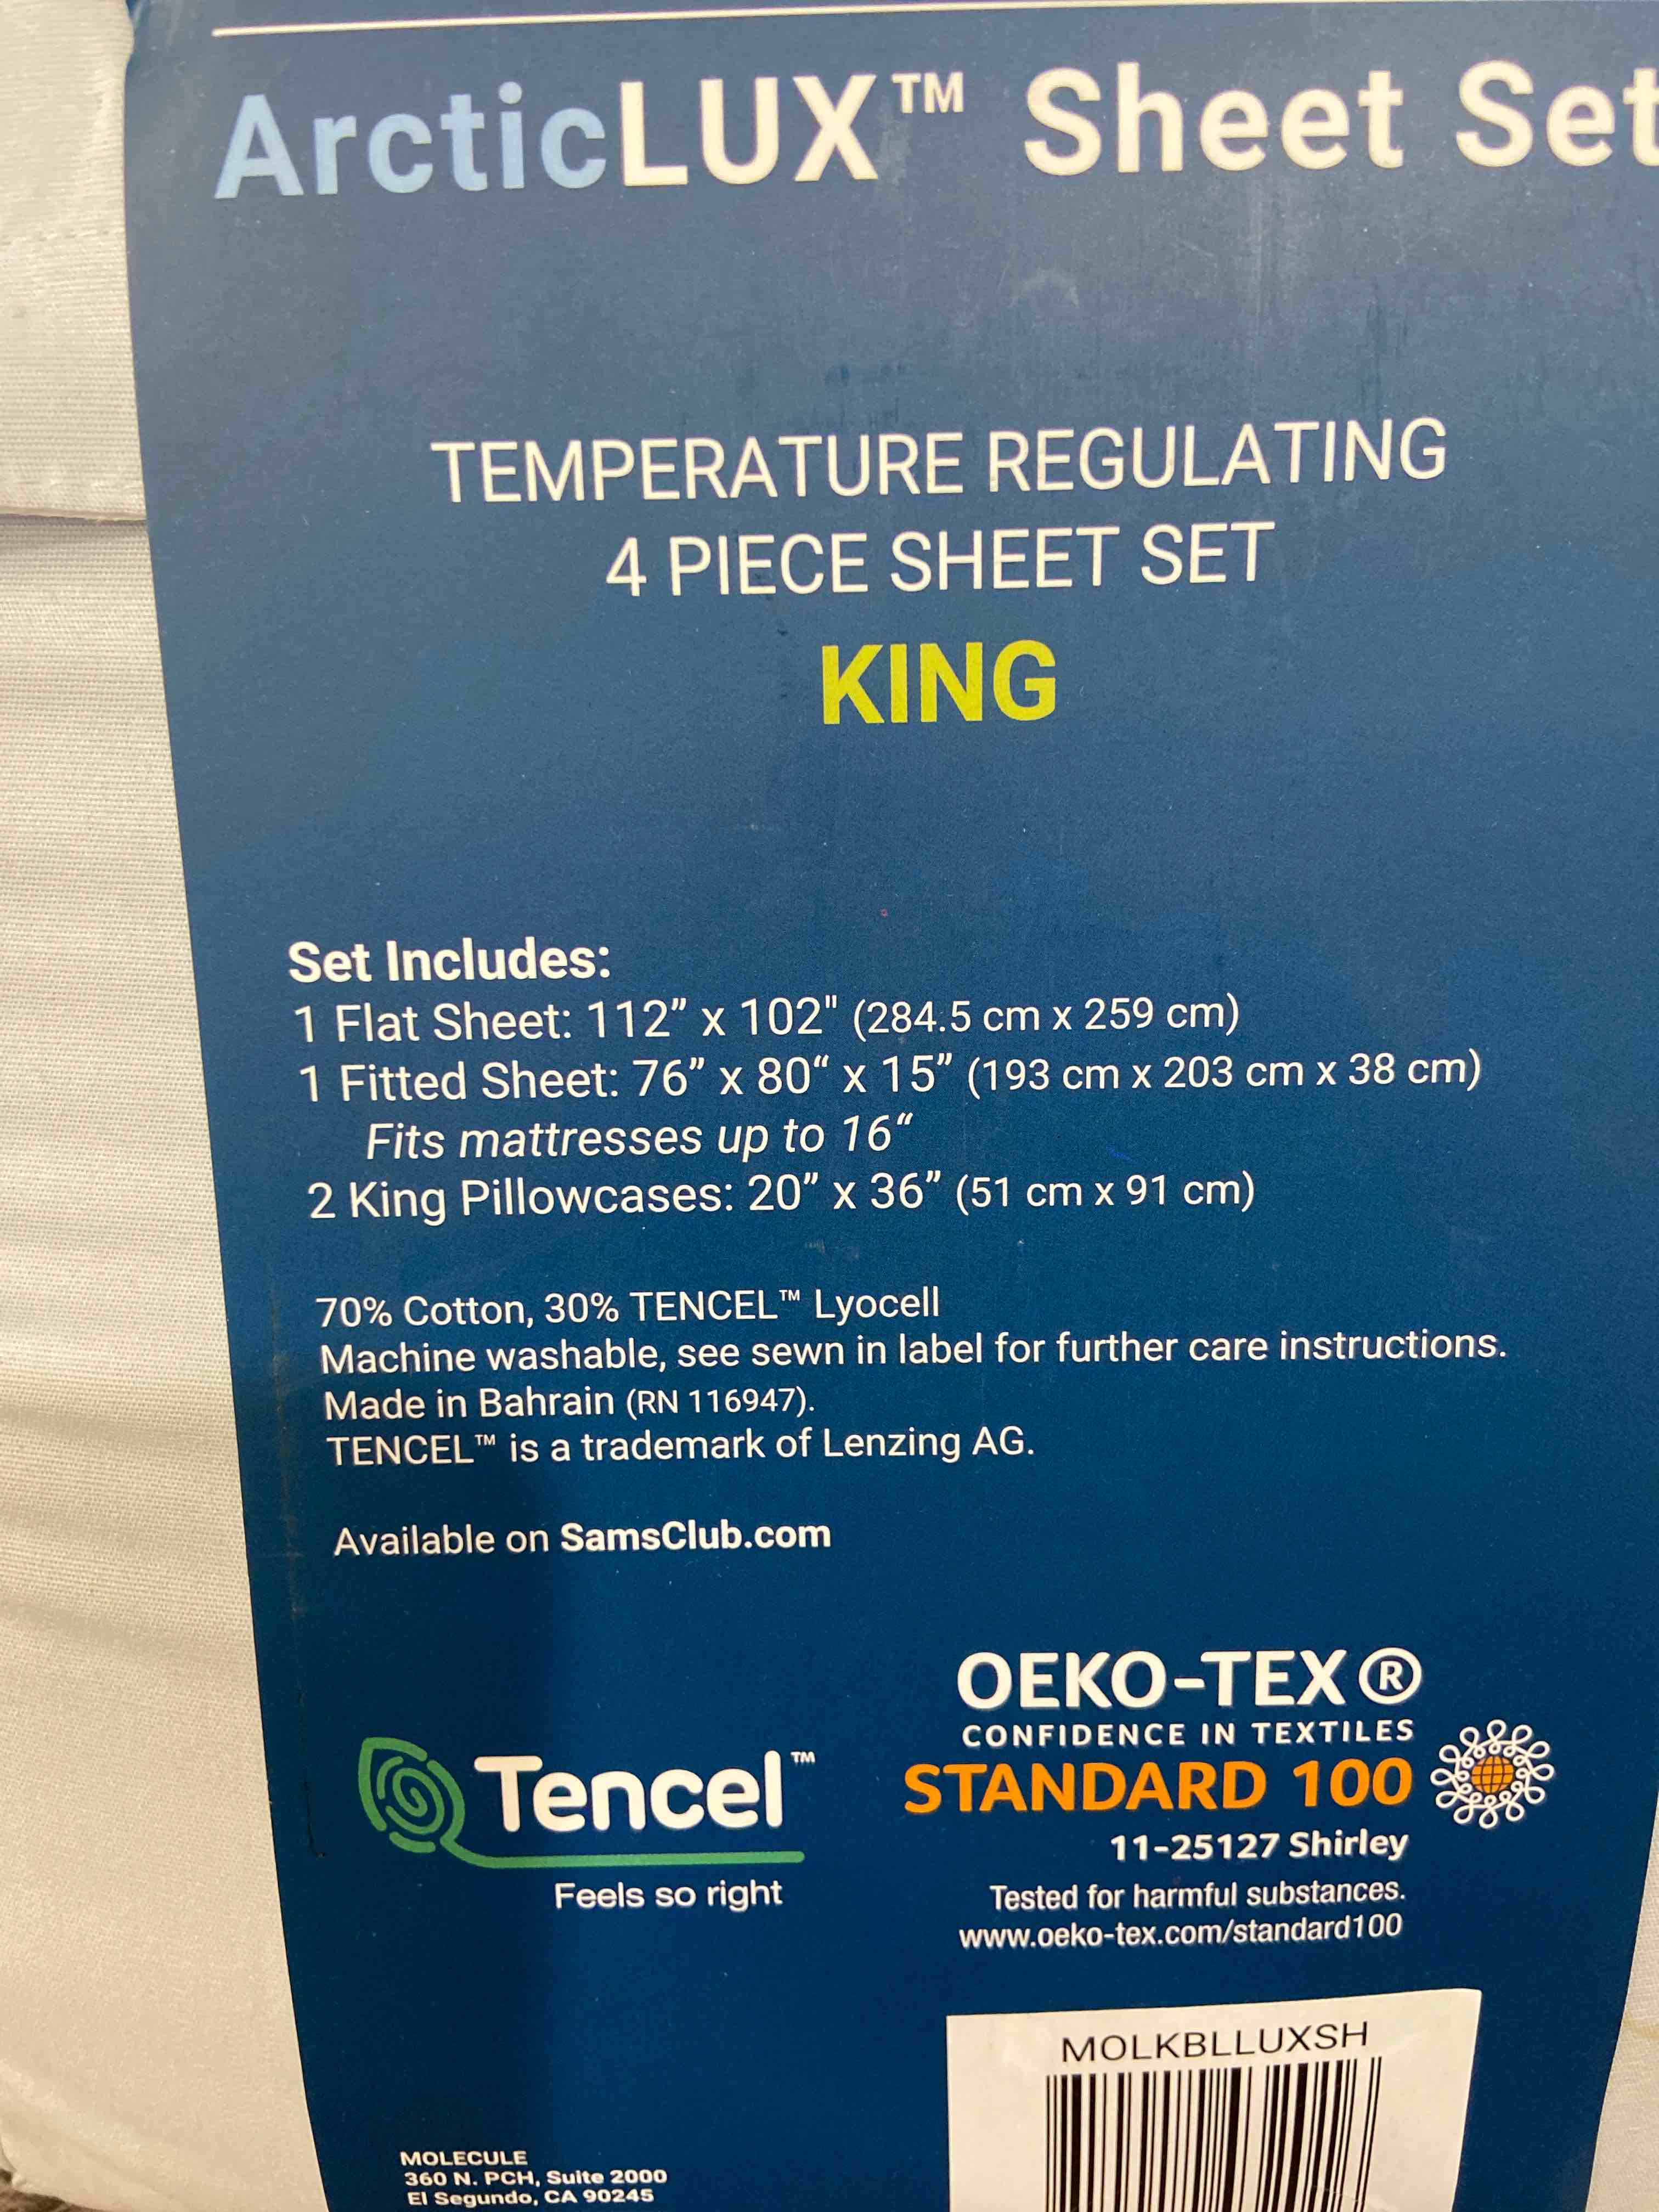 ArcticLUX™ Sheet Set
TEMPERATURE REGULATING
4 PIECE SHEET SET
KING
Set Includes:
1 Flat Sheet: 112” x 102" (284.5 cm x 259 cm)
1 Fitted Sheet: 76” x 80“ x 15” (193 cm x 203 cm x 38 cm)
Fits mattresses up to 16“
2 King Pillowcases: 20” x 36” (51 cm x 91 cm)
70% Cotton, 30% TENCEL™ Lyocell
Machine washable, see sewn in label for further care instructions.
Made in Bahrain (RN 116947).
TENCEL™ is a trademark of Lenzing AG.
Available on SamsClub.com
Tencel™
Feels so right
OEKO-TEX®
CONFIDENCE IN TEXTILES
STANDARD 100
11-25127 Shirley
Tested for harmful substances.
www.oeko-tex.com/standard100
MOLKBLLUXSH
MOLECULE
360 N. PCH, Suite 2000
El Segundo, CA 90245